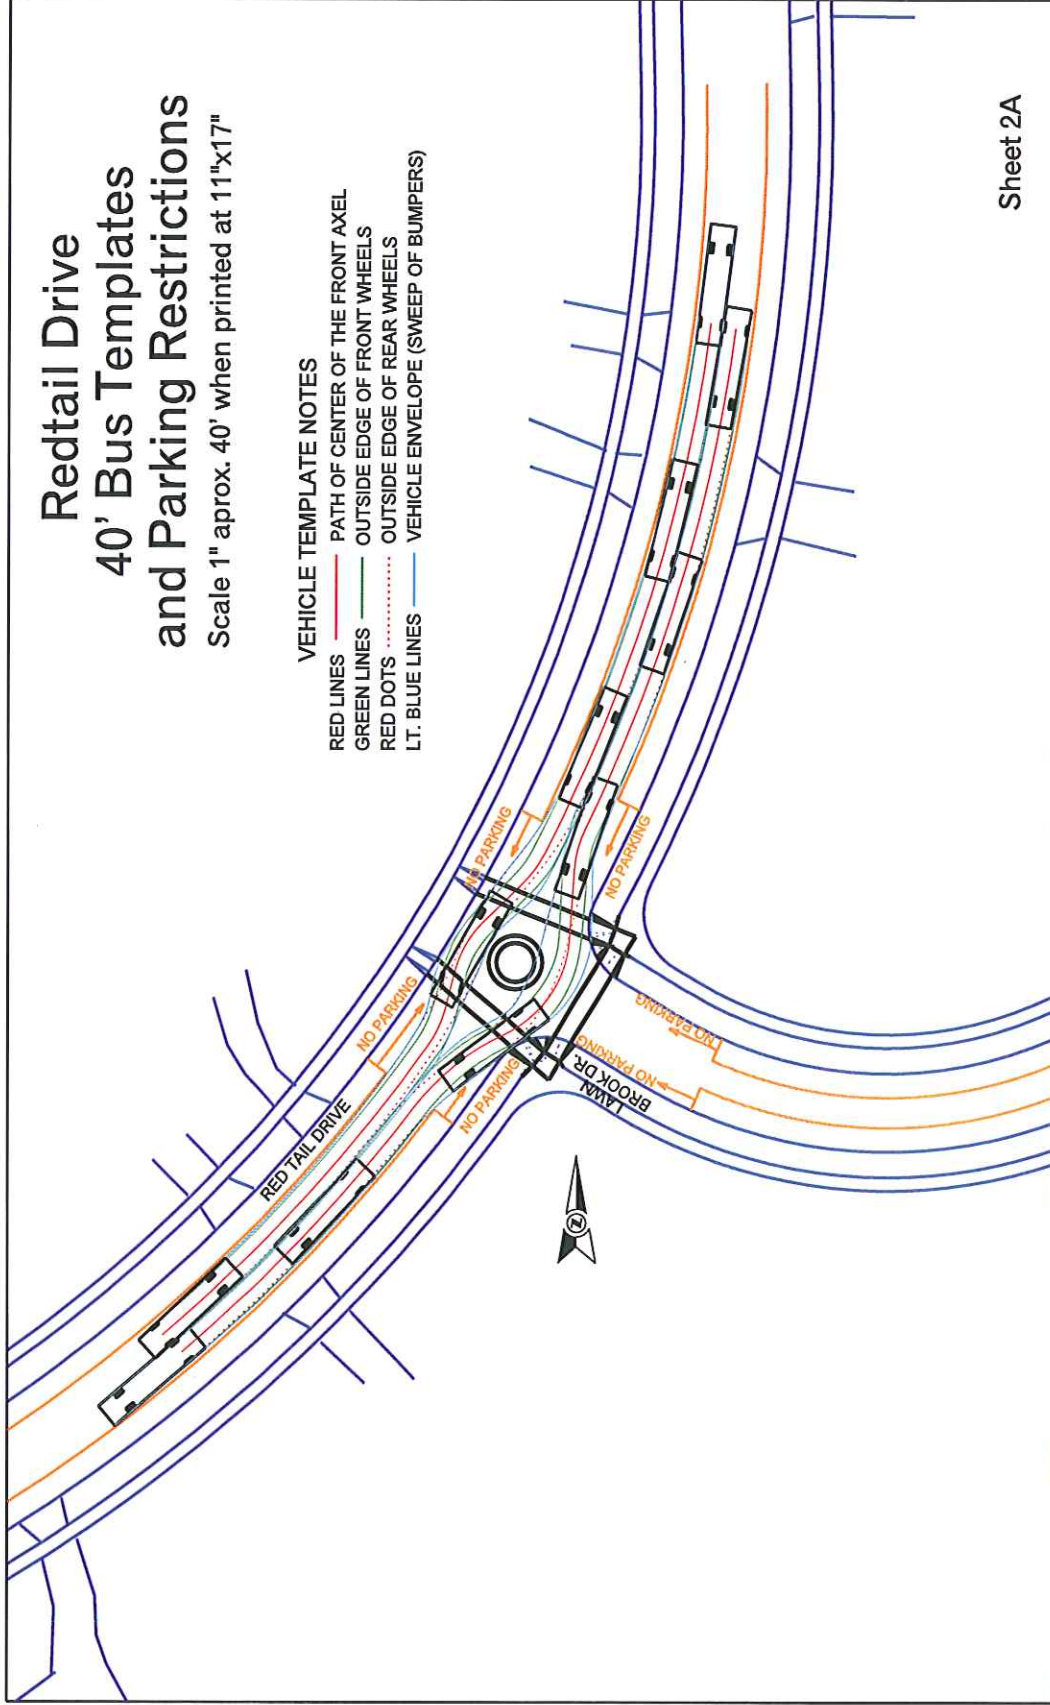 Redtail Drive
40' Bus Templates
and Parking Restrictions
Scale 1" aprox. 40' when printed at 11"x17"
VEHICLE TEMPLATE NOTES
RED LINES PATH OF CENTER OF THE FRONT AXEL
GREEN LINES OUTSIDE EDGE OF FRONT WHEELS
RED DOTS OUTSIDE EDGE OF REAR WHEELS
LT. BLUE LINES VEHICLE ENVELOPE (SWEEP OF BUMPERS)
NO PARKING
NO PARKING
NO PARKING
NO PARKING
NO PARKING
NO PARKING
NO PARKING
RED TAIL DRIVE
LAWN
BROOK DR.
Z
Sheet 2A